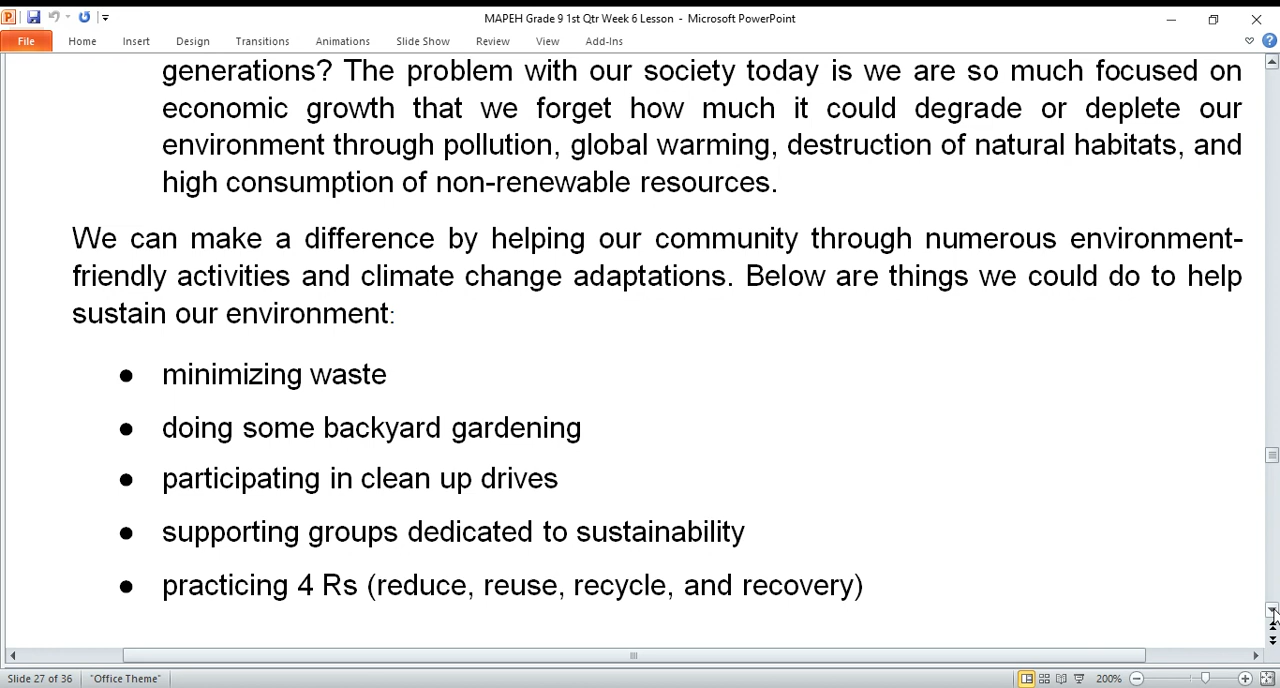 MAPEH Grade 9 1st Qtr Week 6 Lesson - Microsoft PowerPoint
File Home Insert Design Transitions Animations Slide Show Review View Add-Ins
generations? The problem with our society today is we are so much focused on
economic growth that we forget how much it could degrade or deplete our
environment through pollution, global warming, destruction of natural habitats, and
high consumption of non-renewable resources.
We can make a difference by helping our community through numerous environment-
friendly activities and climate change adaptations. Below are things we could do to help
sustain our environment:
● minimizing waste
● doing some backyard gardening
● participating in clean up drives
● supporting groups dedicated to sustainability
● practicing 4 Rs (reduce, reuse, recycle, and recovery)
Slide 27 of 36 "Office Theme" 200%